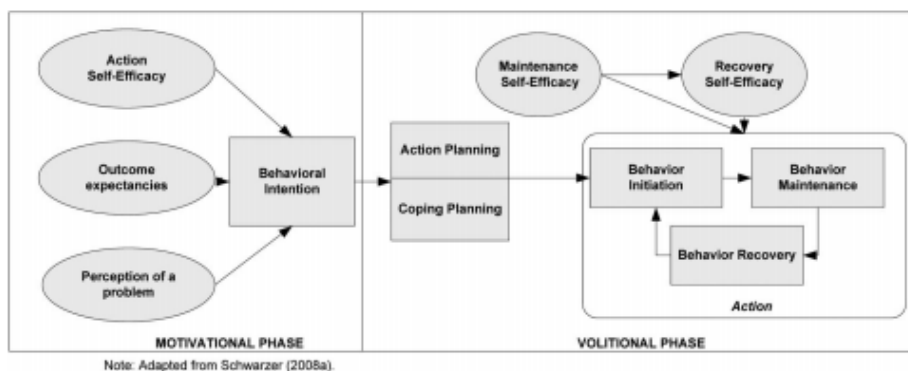 Action
Self-Efficacy
Maintenance
Self-Efficacy
Recovery
Self-Efficacy
Outcome
expectancies
Behavioral
Intention
Action Planning
Coping Planning
Behavior
Initiation
Behavior
Maintenance
Perception of a
problem
Behavior Recovery
Action
MOTIVATIONAL PHASE
VOLITIONAL PHASE
Note: Adapted from Schwarzer (2008a).